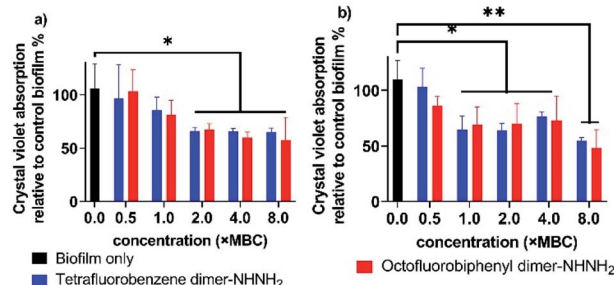 a)
*
Crystal violet absorption
relative to control biofilm %
100
50
0
0.0 0.5 1.0 2.0 4.0 8.0
concentration (×MBC)
b)
**
*
Crystal violet absorption
relative to control biofilm %
100
50
0
0.0 0.5 1.0 2.0 4.0 8.0
concentration (×MBC)
Biofilm only
Tetrafluorobenzene dimer-NHNH2
Octofluorobiphenyl dimer-NHNH2